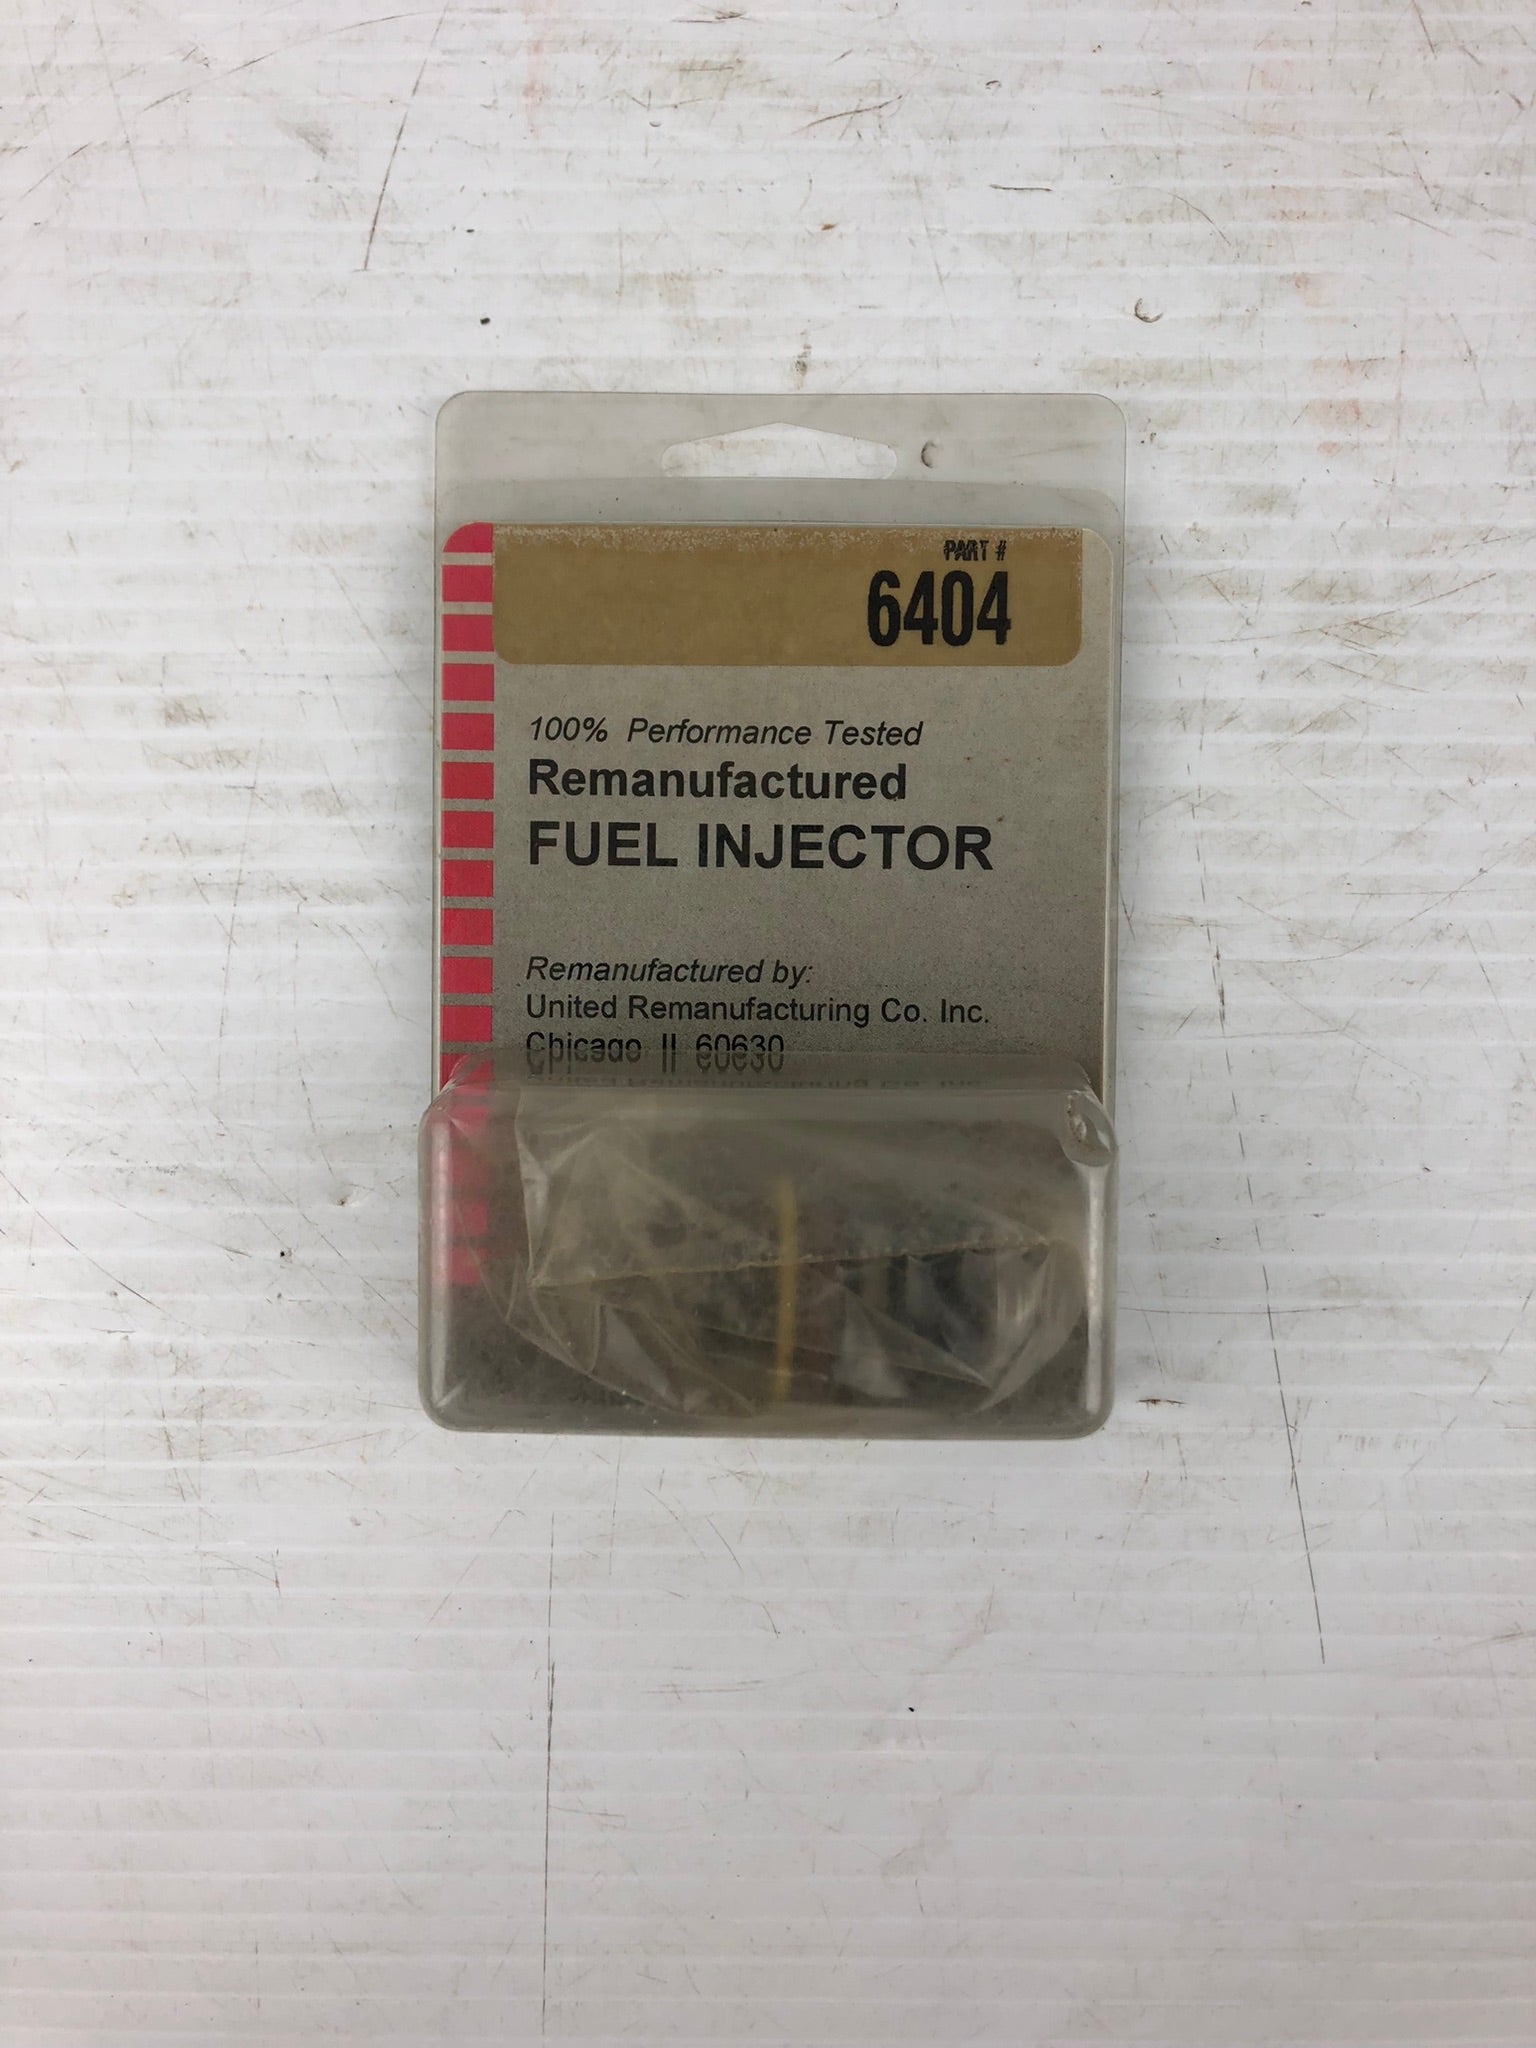 PART #
6404
100% Performance Tested
Remanufactured
FUEL INJECTOR
Remanufactured by:
United Remanufacturing Co. Inc.
Chicago, IL 60630